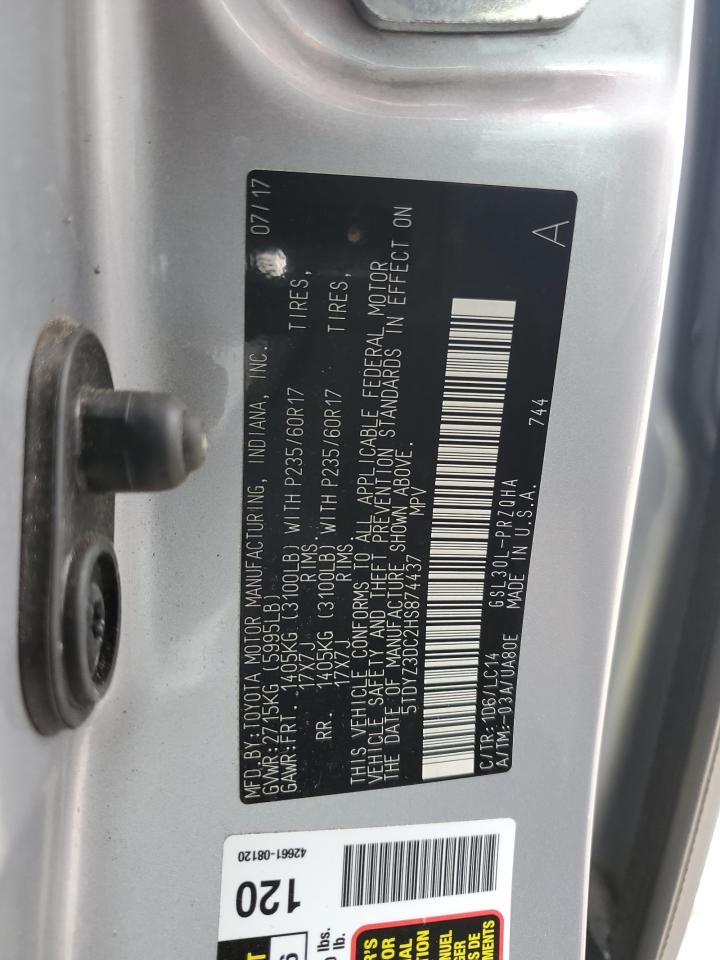 MFD.BY:TOYOTA MOTOR MANUFACTURING, INDIANA, INC. 07/17
GVWR:2715KG (5995LB)
GAWR:FRT. 1405KG (3100LB) WITH P235/60R17 TIRES,
17X7J RIMS,
RR. 1405KG (3100LB) WITH P235/60R17 TIRES,
17X7J RIMS.
THIS VEHICLE CONFORMS TO ALL APPLICABLE FEDERAL MOTOR
VEHICLE SAFETY AND THEFT PREVENTION STANDARDS IN EFFECT ON
THE DATE OF MANUFACTURE SHOWN ABOVE.
5TDYZ3DC2HS874437 MPV
C/TR:1D6/LC14 GSL30L-PRZQHA 744
A/TM:-03A/UA80E MADE IN U.S.A. A
42661-08120
120
lbs.
lb.
MANUEL